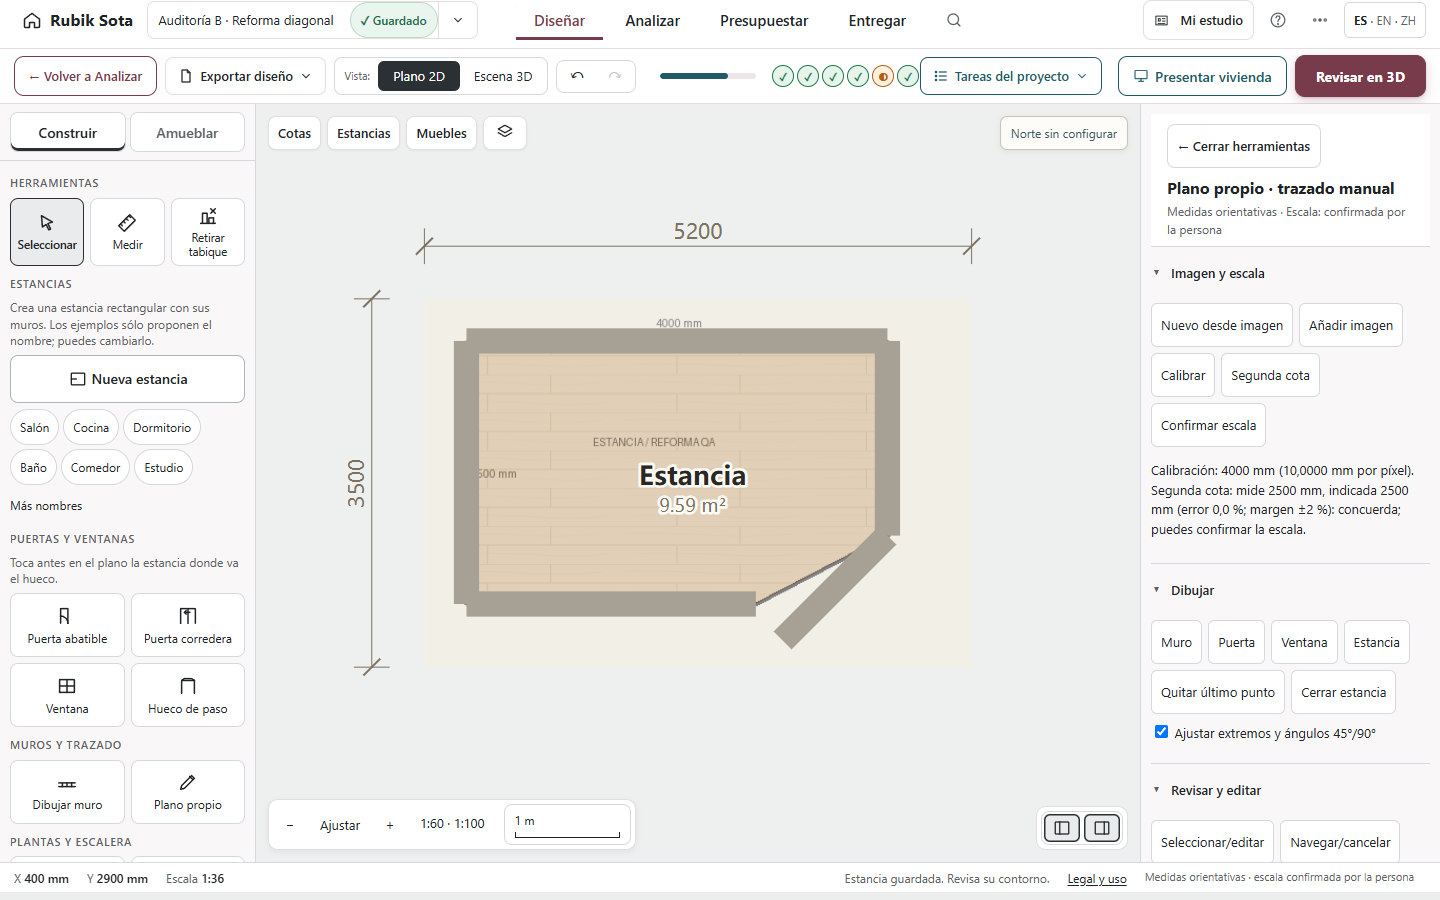 Rubik Sota
Auditoría B · Reforma diagonal
✓ Guardado
Diseñar
Analizar
Presupuestar
Entregar
Mi estudio
ES · EN · ZH
← Volver a Analizar
Exportar diseño
Vista:
Plano 2D
Escena 3D
Tareas del proyecto
Presentar vivienda
Revisar en 3D
Construir
Amueblar
HERRAMIENTAS
Seleccionar
Medir
Retirar
tabique
ESTANCIAS
Crea una estancia rectangular con sus
muros. Los ejemplos sólo proponen el
nombre; puedes cambiarlo.
Nueva estancia
Salón
Cocina
Dormitorio
Baño
Comedor
Estudio
Más nombres
PUERTAS Y VENTANAS
Toca antes en el plano la estancia donde va
el hueco.
Puerta abatible
Puerta corredera
Ventana
Hueco de paso
MUROS Y TRAZADO
Dibujar muro
Plano propio
PLANTAS Y ESCALERA
Cotas
Estancias
Muebles
Norte sin configurar
5200
3500
4000 mm
500 mm
ESTANCIA / REFORMA QA
Estancia
9.59 m²
−
Ajustar
+
1:60 · 1:100
1 m
← Cerrar herramientas
Plano propio · trazado manual
Medidas orientativas · Escala: confirmada por
la persona
Imagen y escala
Nuevo desde imagen
Añadir imagen
Calibrar
Segunda cota
Confirmar escala
Calibración: 4000 mm (10,0000 mm por píxel).
Segunda cota: mide 2500 mm, indicada 2500
mm (error 0,0 %; margen ±2 %): concuerda;
puedes confirmar la escala.
Dibujar
Muro
Puerta
Ventana
Estancia
Quitar último punto
Cerrar estancia
Ajustar extremos y ángulos 45°/90°
Revisar y editar
Seleccionar/editar
Navegar/cancelar
X 400 mm
Y 2900 mm
Escala 1:36
Estancia guardada. Revisa su contorno.
Legal y uso
Medidas orientativas · escala confirmada por la persona